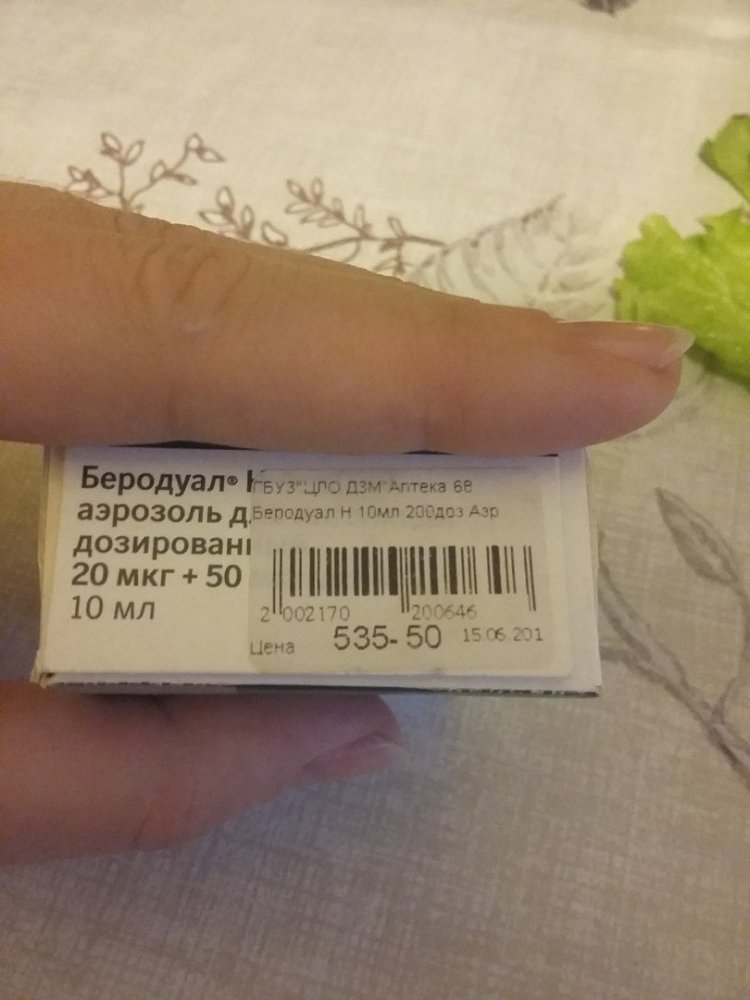 Беродуал® Н
аэрозоль д
дозирован
20 мкг + 50
10 мл
ГБУЗ"ЦЛО ДЗМ"Аптека 68
Беродуал Н 10мл 200доз Аэр
2 002170 200646
Цена 535-50 15.06.201